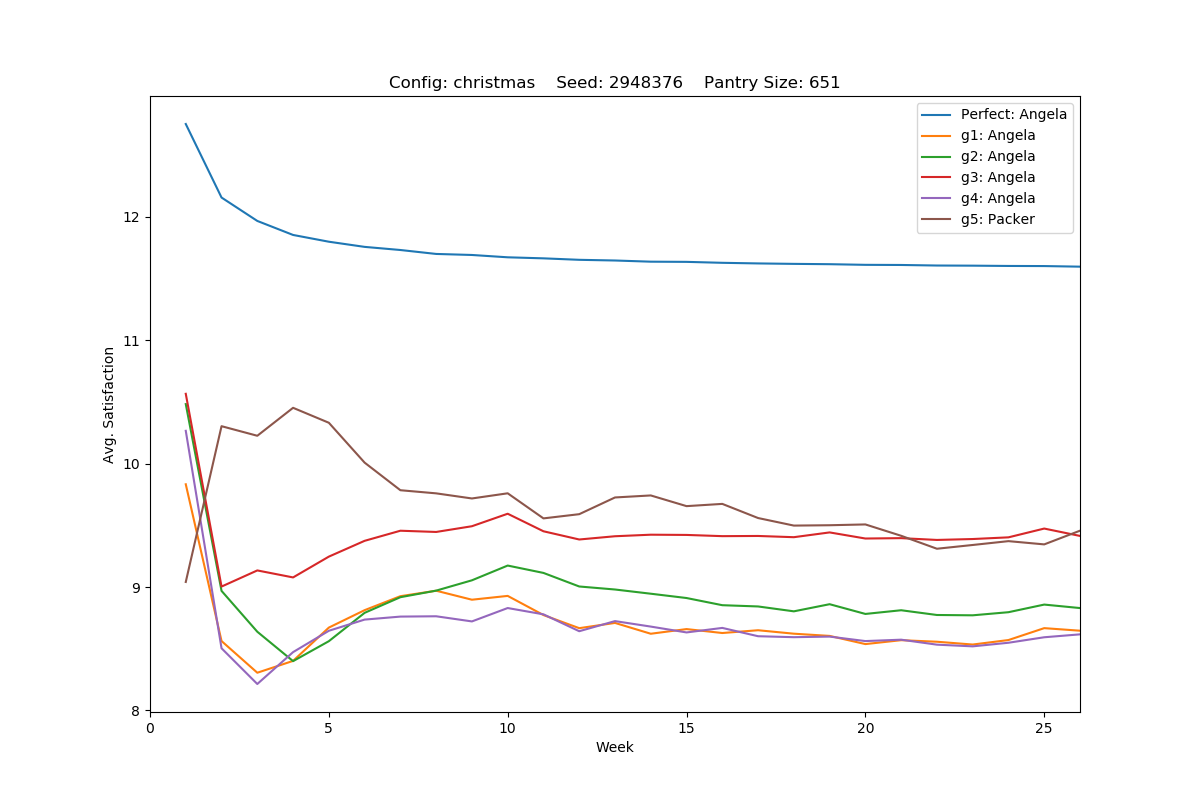 Config: christmas    Seed: 2948376    Pantry Size: 651
Perfect: Angela
g1: Angela
g2: Angela
g3: Angela
g4: Angela
g5: Packer
12
11
10
9
8
Avg. Satisfaction
0 5 10 15 20 25
Week